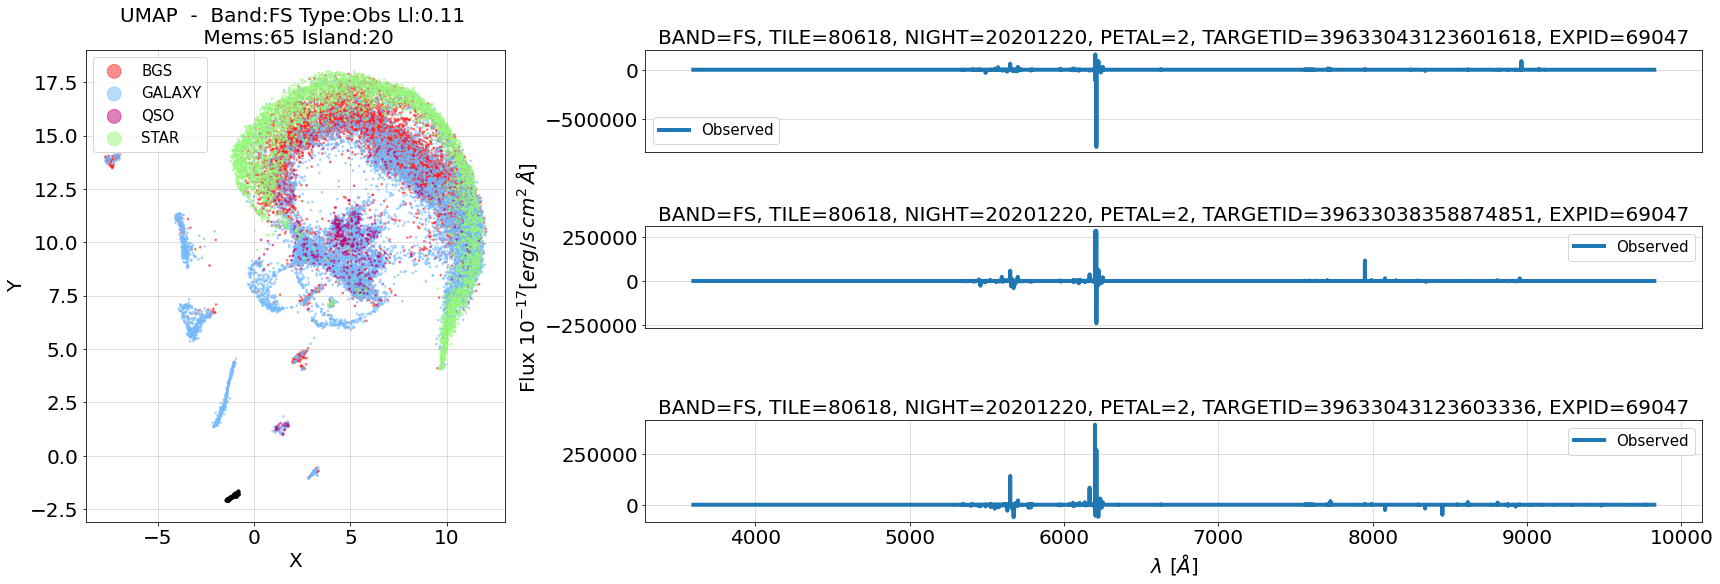 UMAP  -  Band:FS Type:Obs Ll:0.11
Mems:65 Island:20
BGS
GALAXY
QSO
STAR
17.5
15.0
12.5
10.0
7.5
5.0
2.5
0.0
−2.5
−5
0
5
10
Y
X
Flux 10⁻¹⁷[erg/s cm² Å]
BAND=FS, TILE=80618, NIGHT=20201220, PETAL=2, TARGETID=39633043123601618, EXPID=69047
0
−500000
Observed
BAND=FS, TILE=80618, NIGHT=20201220, PETAL=2, TARGETID=39633038358874851, EXPID=69047
250000
0
−250000
Observed
BAND=FS, TILE=80618, NIGHT=20201220, PETAL=2, TARGETID=39633043123603336, EXPID=69047
250000
0
Observed
4000
5000
6000
7000
8000
9000
10000
λ [Å]